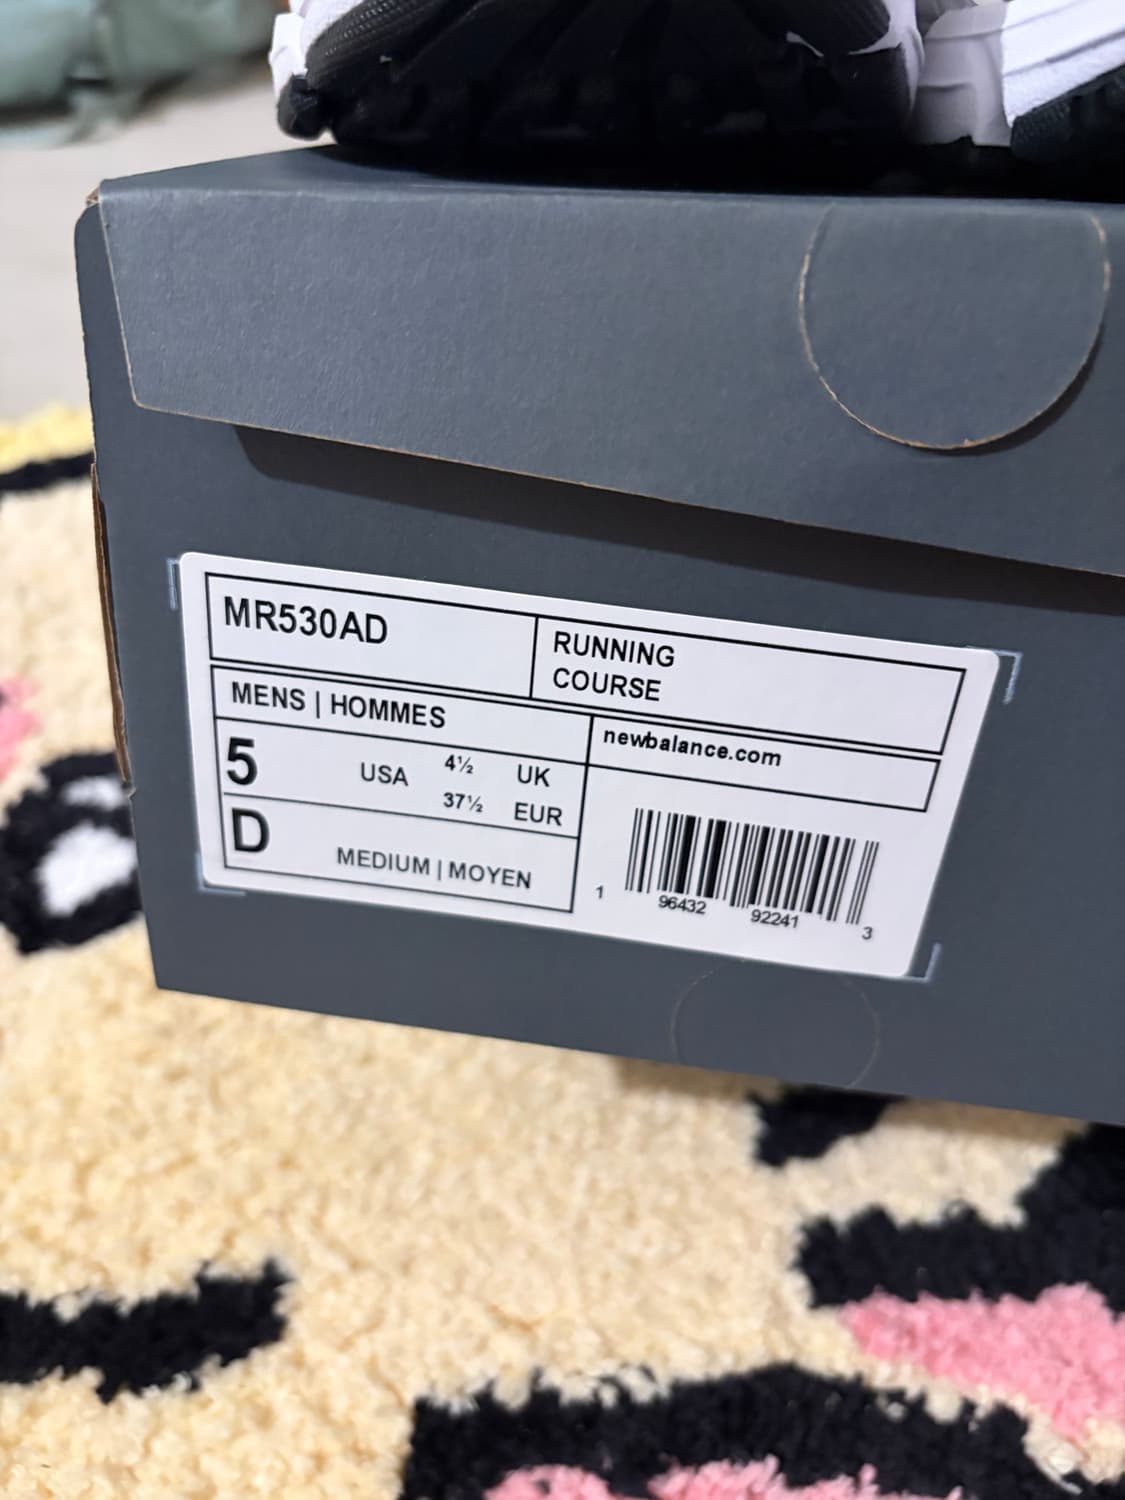 MR530AD
RUNNING
COURSE
MENS | HOMMES
newbalance.com
5 USA 4½ UK
37½ EUR
D MEDIUM | MOYEN
1 96432 92241 3